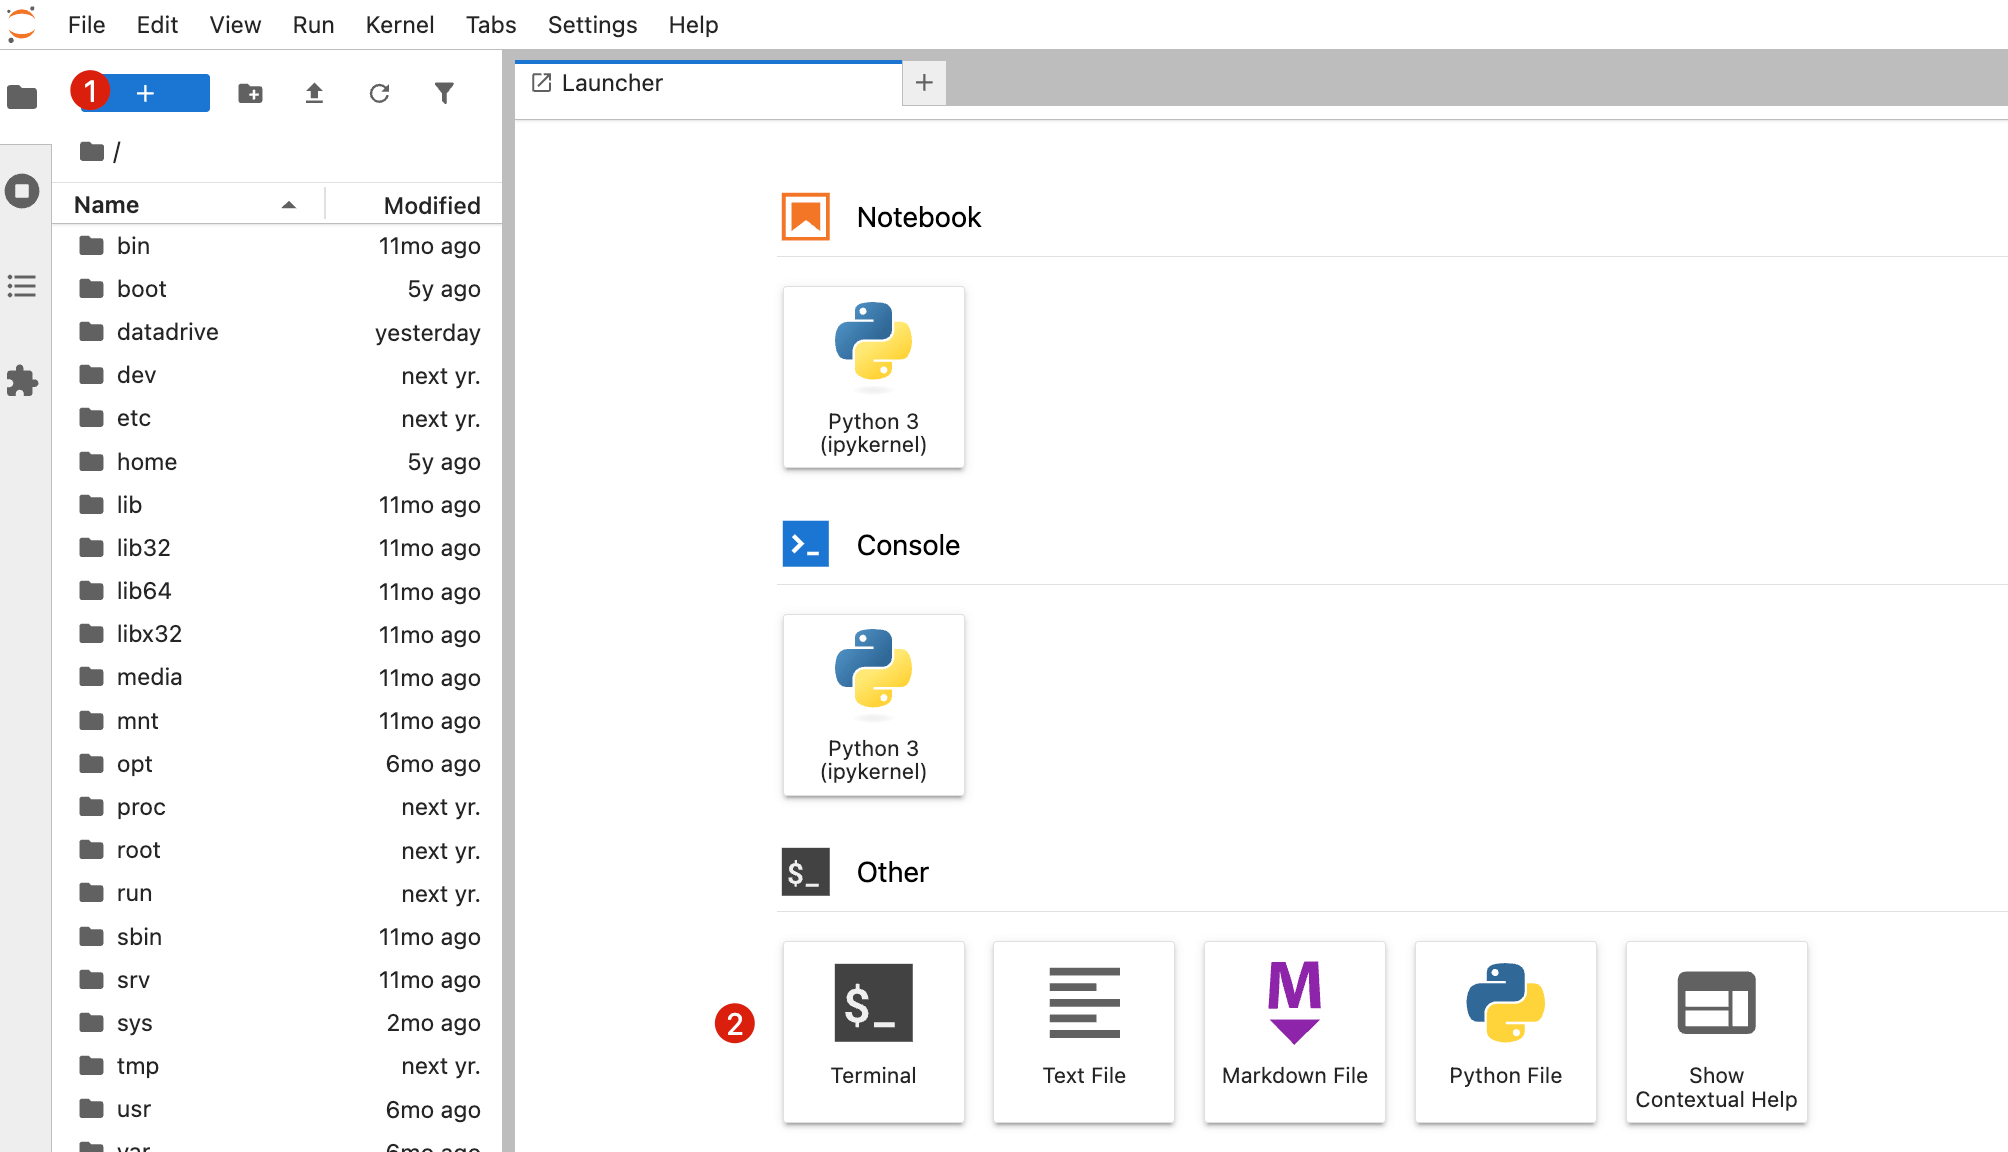 File Edit View Run Kernel Tabs Settings Help
1 +
Launcher +
/
Name Modified
bin 11mo ago
boot 5y ago
datadrive yesterday
dev next yr.
etc next yr.
home 5y ago
lib 11mo ago
lib32 11mo ago
lib64 11mo ago
libx32 11mo ago
media 11mo ago
mnt 11mo ago
opt 6mo ago
proc next yr.
root next yr.
run next yr.
sbin 11mo ago
srv 11mo ago
sys 2mo ago
tmp next yr.
usr 6mo ago
var 6mo ago
Notebook
Python 3
(ipykernel)
>_ Console
Python 3
(ipykernel)
$_ Other
2
$_
Terminal
Text File
M
Markdown File
Python File
Show
Contextual Help